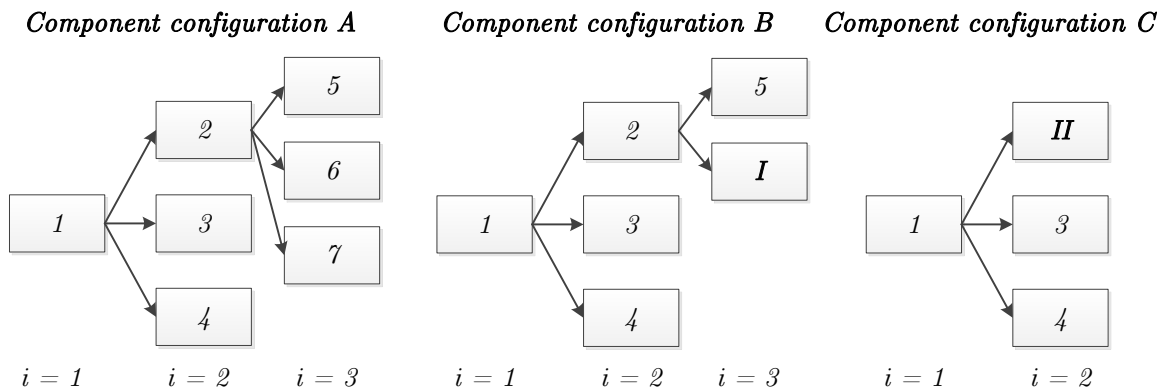 Component configuration A
Component configuration B
Component configuration C
5
2
6
1
3
7
4
i = 1
i = 2
i = 3
5
2
I
1
3
4
i = 1
i = 2
i = 3
II
1
3
4
i = 1
i = 2